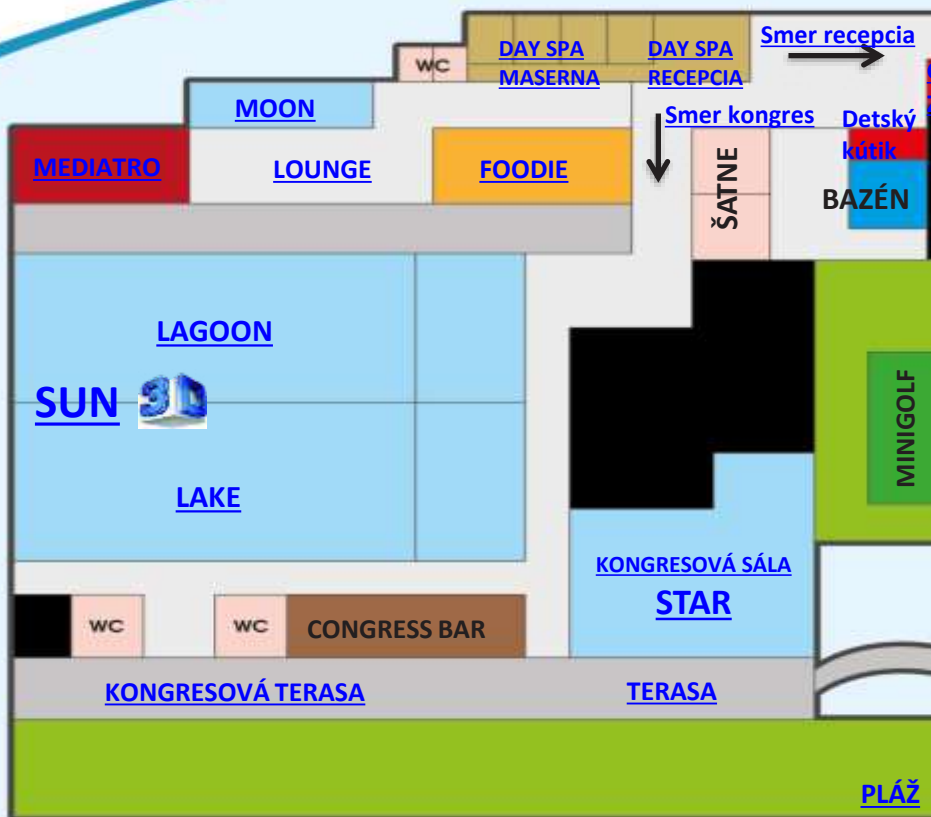 Smer recepcia
DAY SPA
MASERNA
DAY SPA
RECEPCIA
WC
MOON
Smer kongres
Detský
kútik
MEDIATRO
LOUNGE
FOODIE
ŠATNE
BAZÉN
LAGOON
SUN 3D
MINIGOLF
LAKE
KONGRESOVÁ SÁLA
STAR
WC
WC
CONGRESS BAR
KONGRESOVÁ TERASA
TERASA
PLÁŽ